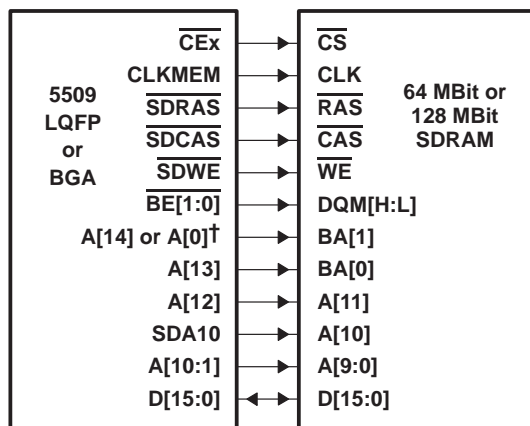 5509
LQFP
or
BGA
CEx
CLKMEM
SDRAS
SDCAS
SDWE
BE[1:0]
A[14] or A[0]†
A[13]
A[12]
SDA10
A[10:1]
D[15:0]
CS
CLK
RAS
CAS
WE
DQM[H:L]
BA[1]
BA[0]
A[11]
A[10]
A[9:0]
D[15:0]
64 MBit or
128 MBit
SDRAM